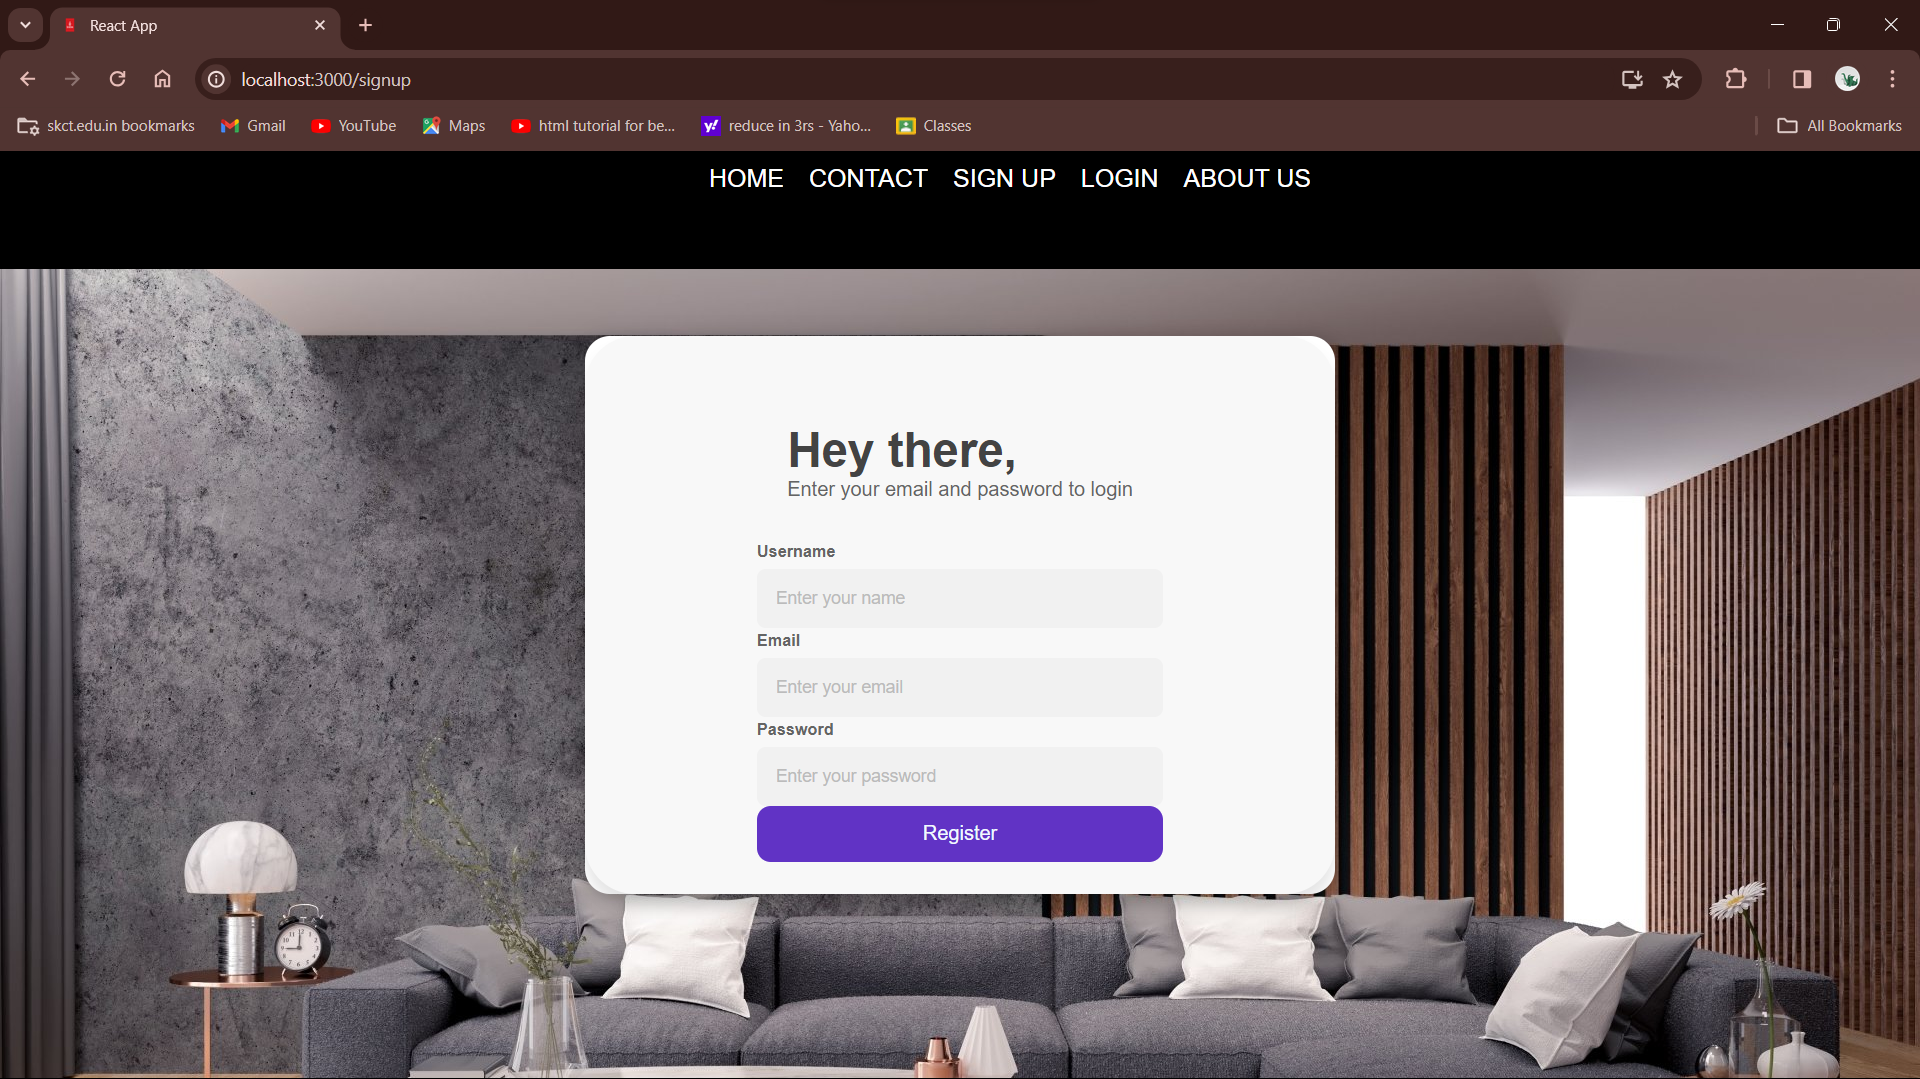 React App
localhost:3000/signup
skct.edu.in bookmarks Gmail YouTube Maps html tutorial for be... reduce in 3rs - Yaho... Classes All Bookmarks
HOME CONTACT SIGN UP LOGIN ABOUT US
Hey there,
Enter your email and password to login
Username
Enter your name
Email
Enter your email
Password
Enter your password
Register